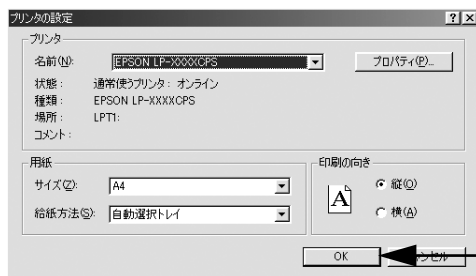 プリンタの設定
? ×
プリンタ
名前(N): EPSON LP-XXXXCPS プロパティ(P)...
状態： 通常使うプリンタ： オンライン
種類： EPSON LP-XXXXCPS
場所： LPT1:
コメント：
用紙
サイズ(Z): A4
給紙方法(S): 自動選択トレイ
印刷の向き
A
縦(O)
横(A)
OK
ンセル